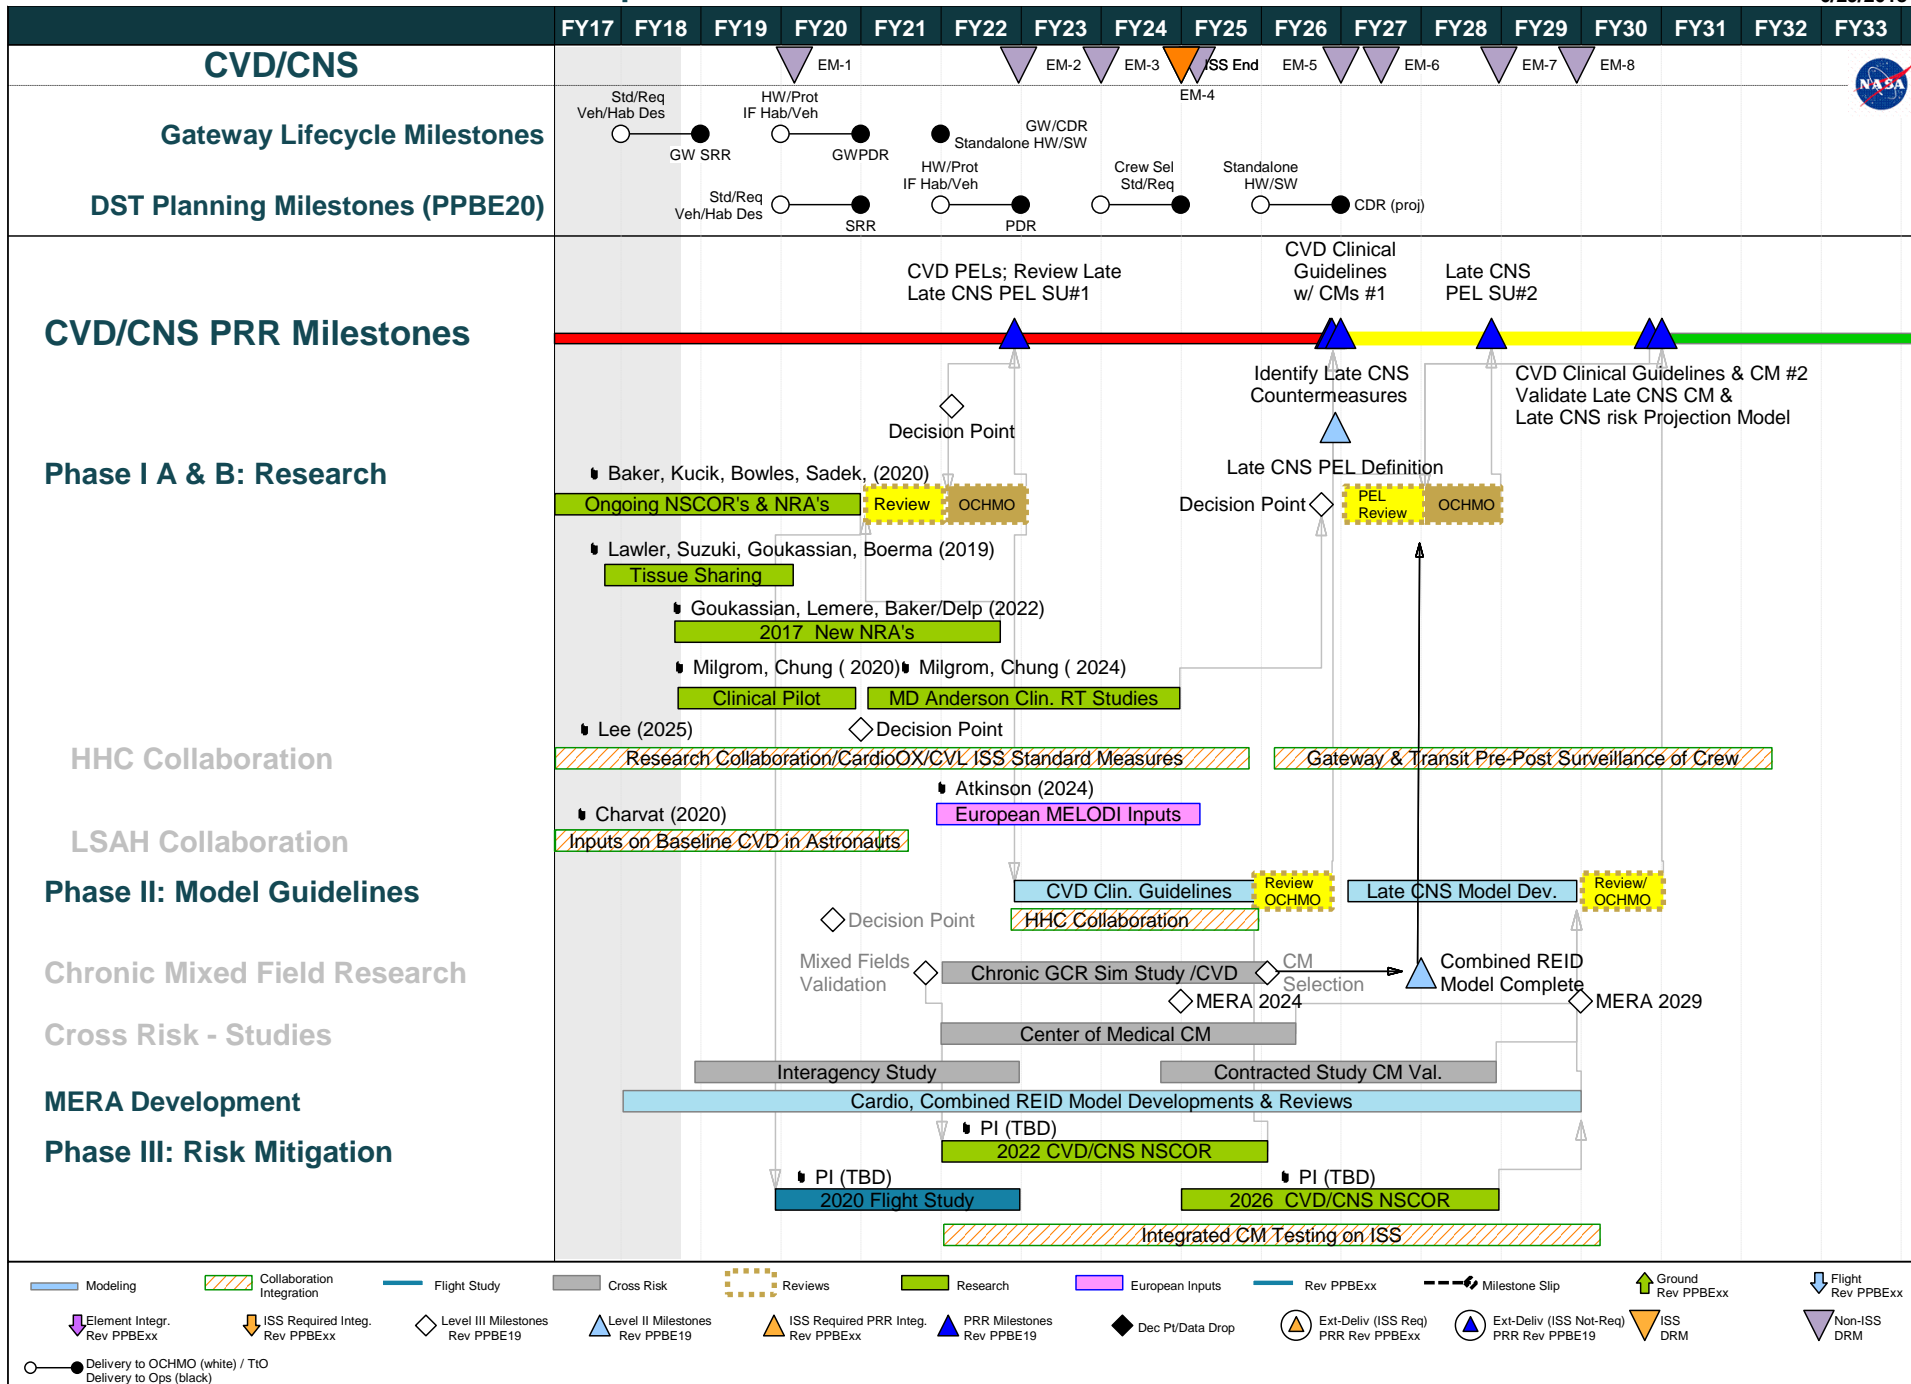 FY17 FY18 FY19 FY20 FY21 FY22 FY23 FY24 FY25 FY26 FY27 FY28 FY29 FY30 FY31 FY32 FY33
CVD/CNS
EM-1
EM-2
EM-3
ISS End
EM-4
EM-5
EM-6
EM-7
EM-8
NASA
Gateway Lifecycle Milestones
Std/Req
Veh/Hab Des
GW SRR
HW/Prot
IF Hab/Veh
GWPDR
GW/CDR
Standalone HW/SW
DST Planning Milestones (PPBE20)
Std/Req
Veh/Hab Des
SRR
HW/Prot
IF Hab/Veh
PDR
Crew Sel
Std/Req
Standalone
HW/SW
CDR (proj)
CVD/CNS PRR Milestones
CVD PELs; Review Late
Late CNS PEL SU#1
CVD Clinical
Guidelines
w/ CMs #1
Late CNS
PEL SU#2
Identify Late CNS
Countermeasures
CVD Clinical Guidelines & CM #2
Validate Late CNS CM &
Late CNS risk Projection Model
Decision Point
Phase I A & B: Research
Baker, Kucik, Bowles, Sadek, (2020)
Ongoing NSCOR's & NRA's
Review
OCHMO
Late CNS PEL Definition
Decision Point
PEL
Review
OCHMO
Lawler, Suzuki, Goukassian, Boerma (2019)
Tissue Sharing
Goukassian, Lemere, Baker/Delp (2022)
2017 New NRA's
Milgrom, Chung ( 2020)
Milgrom, Chung ( 2024)
Clinical Pilot
MD Anderson Clin. RT Studies
Lee (2025)
Decision Point
HHC Collaboration
Research Collaboration/CardioOX/CVL ISS Standard Measures
Gateway & Transit Pre-Post Surveillance of Crew
Atkinson (2024)
European MELODI Inputs
Charvat (2020)
LSAH Collaboration
Inputs on Baseline CVD in Astronauts
Phase II: Model Guidelines
CVD Clin. Guidelines
Review
OCHMO
Late CNS Model Dev.
Review/
OCHMO
Decision Point
HHC Collaboration
Chronic Mixed Field Research
Mixed Fields
Validation
Chronic GCR Sim Study /CVD
CM
Selection
Combined REID
Model Complete
MERA 2024
MERA 2029
Cross Risk - Studies
Center of Medical CM
Interagency Study
Contracted Study CM Val.
MERA Development
Cardio, Combined REID Model Developments & Reviews
Phase III: Risk Mitigation
PI (TBD)
2022 CVD/CNS NSCOR
PI (TBD)
2020 Flight Study
PI (TBD)
2026 CVD/CNS NSCOR
Integrated CM Testing on ISS
Modeling
Collaboration
Integration
Flight Study
Cross Risk
Reviews
Research
European Inputs
Rev PPBExx
Milestone Slip
Ground
Rev PPBExx
Flight
Rev PPBExx
Element Integr.
Rev PPBExx
ISS Required Integ.
Rev PPBExx
Level III Milestones
Rev PPBE19
Level II Milestones
Rev PPBE19
ISS Required PRR Integ.
Rev PPBExx
PRR Milestones
Rev PPBE19
Dec Pt/Data Drop
Ext-Deliv (ISS Req)
PRR Rev PPBExx
Ext-Deliv (ISS Not-Req)
PRR Rev PPBE19
ISS
DRM
Non-ISS
DRM
Delivery to OCHMO (white) / TtO
Delivery to Ops (black)